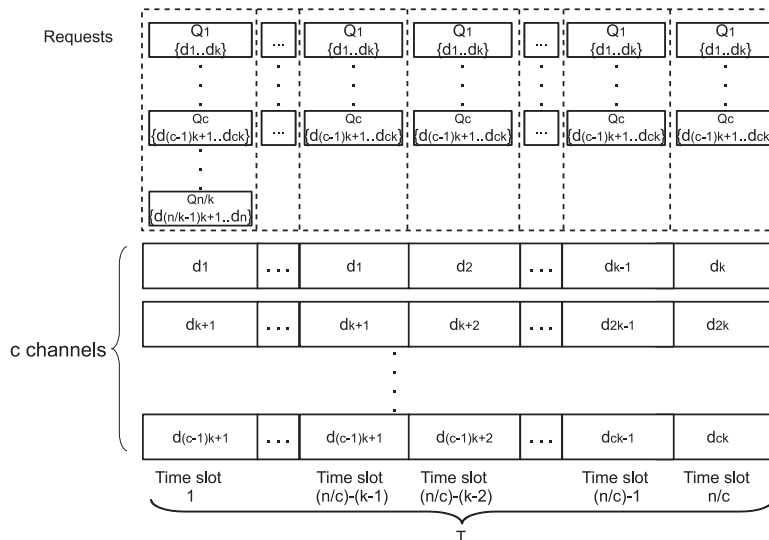 Requests
Q1 ... Q1 Q1 ... Q1 Q1
{d1..dk} {d1..dk} {d1..dk} {d1..dk} {d1..dk}
Qc ... Qc Qc ... Qc Qc
{d(c-1)k+1..dck} {d(c-1)k+1..dck} {d(c-1)k+1..dck} {d(c-1)k+1..dck} {d(c-1)k+1..dck}
Qn/k
{d(n/k-1)k+1..dn}
d1 ... d1 d2 ... dk-1 dk
dk+1 ... dk+1 dk+2 ... d2k-1 d2k
c channels
d(c-1)k+1 ... d(c-1)k+1 d(c-1)k+2 ... dck-1 dck
Time slot Time slot Time slot Time slot Time slot
1 (n/c)-(k-1) (n/c)-(k-2) (n/c)-1 n/c
T